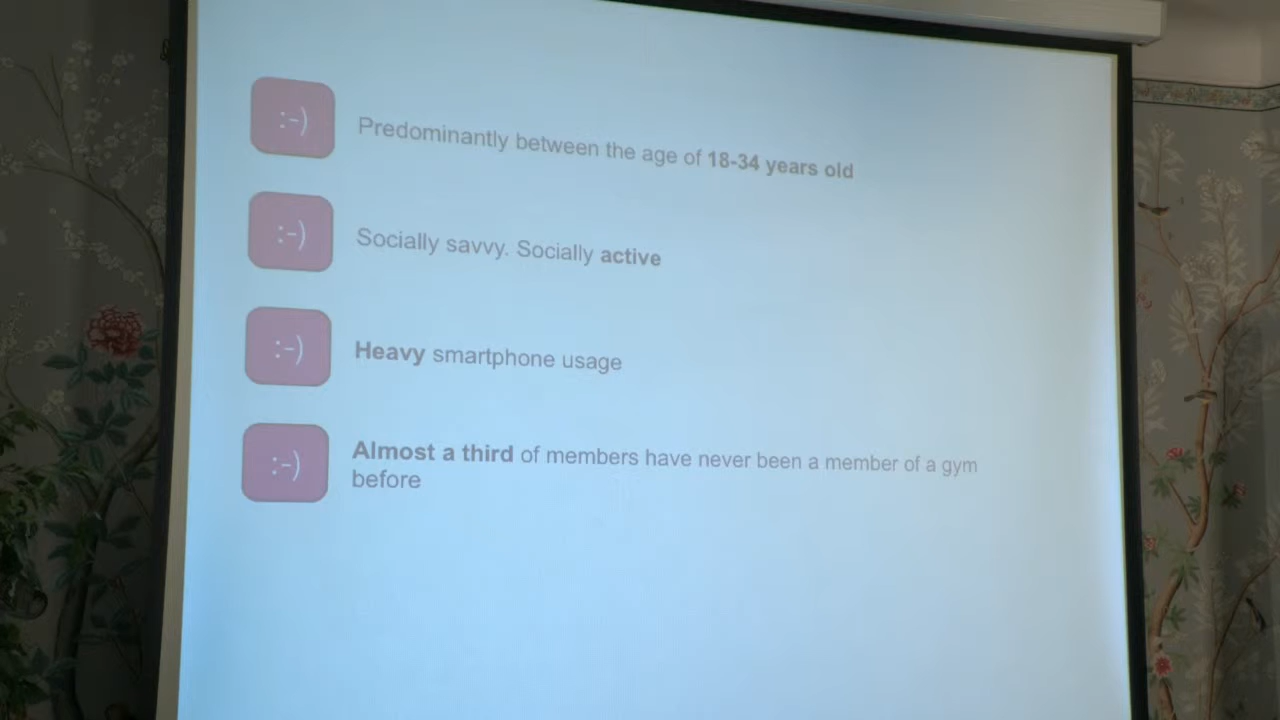 :-) Predominantly between the age of 18-34 years old
:-) Socially savvy. Socially active
:-) Heavy smartphone usage
:-) Almost a third of members have never been a member of a gym
before